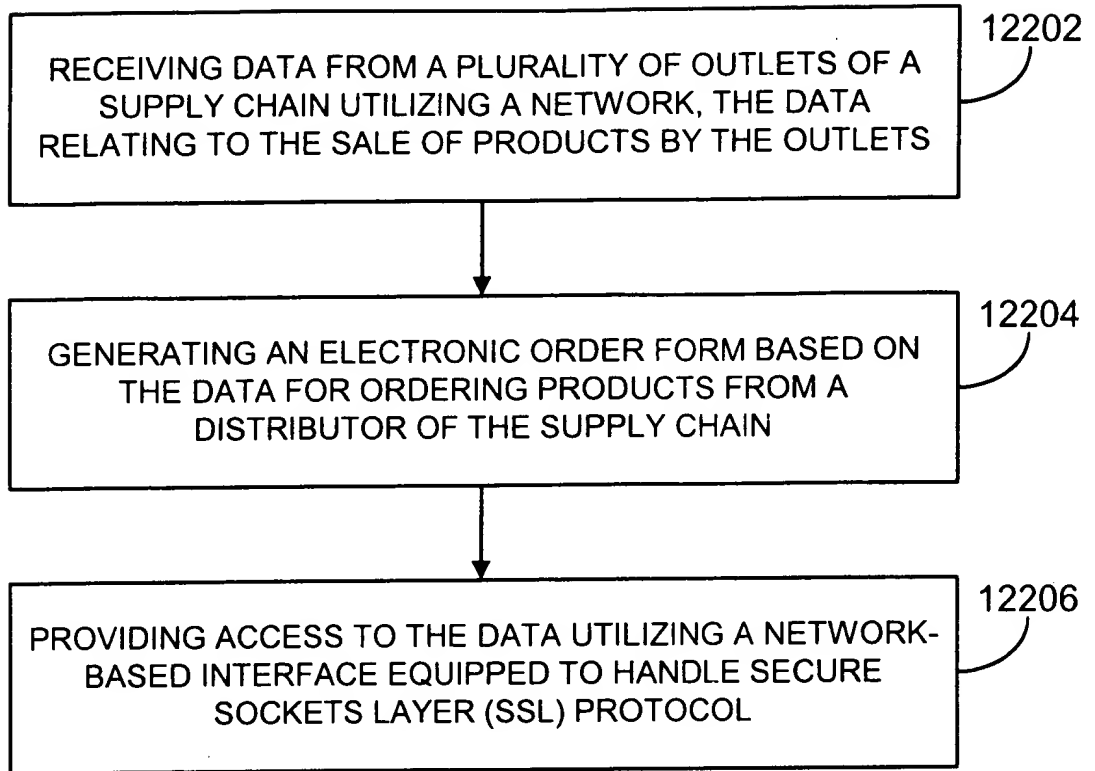 12202
RECEIVING DATA FROM A PLURALITY OF OUTLETS OF A
SUPPLY CHAIN UTILIZING A NETWORK, THE DATA
RELATING TO THE SALE OF PRODUCTS BY THE OUTLETS
12204
GENERATING AN ELECTRONIC ORDER FORM BASED ON
THE DATA FOR ORDERING PRODUCTS FROM A
DISTRIBUTOR OF THE SUPPLY CHAIN
12206
PROVIDING ACCESS TO THE DATA UTILIZING A NETWORK-
BASED INTERFACE EQUIPPED TO HANDLE SECURE
SOCKETS LAYER (SSL) PROTOCOL